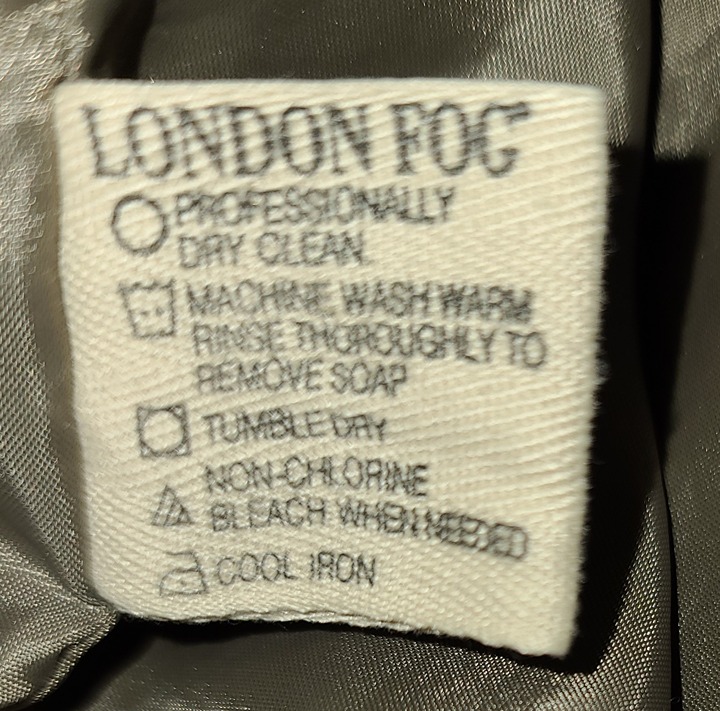 LONDON FOG
PROFESSIONALLY
DRY CLEAN.
MACHINE WASH WARM
RINSE THOROUGHLY TO
REMOVE SOAP
TUMBLE DRY
NON-CHLORINE
BLEACH WHEN NEEDED
COOL IRON